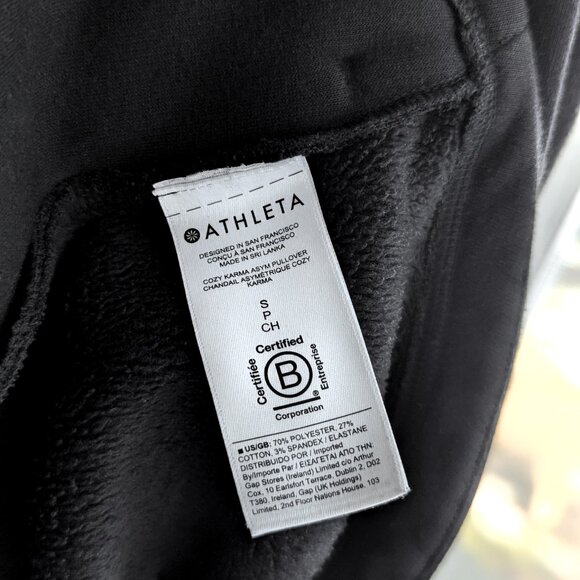 ATHLETA
DESIGNED IN SAN FRANCISCO
CONÇU À SAN FRANCISCO
MADE IN SRI LANKA
COZY KARMA ASYM PULLOVER
CHANDAIL ASYMÉTRIQUE COZY
KARMA
S
P
CH
Certified
Certifiée
B
Entreprise
®
Corporation
■ US/GB: 70% POLYESTER, 27%
COTTON, 3% SPANDEX / ELASTANE
DISTRIBUIDO POR / Imported
By/Importe Par / ΕΙΣΑΓΕΤΑΙ ΑΠΟ ΤΗΝ:
Gap Stores (Ireland) Limited c/o Arthur
Cox, 10 Earlsfort Terrace, Dublin 2, D02
T380, Ireland, Gap (UK Holdings)
Limited, 2nd Floor Nations House, 103